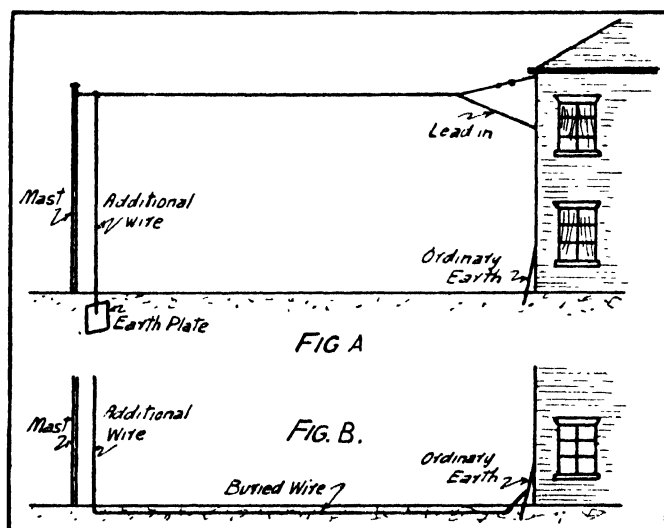 Lead in
Mast
Additional
Wire
Ordinary
Earth
Earth Plate
FIG A
Mast
Additional
Wire
FIG. B.
Ordinary
Earth
Buried Wire